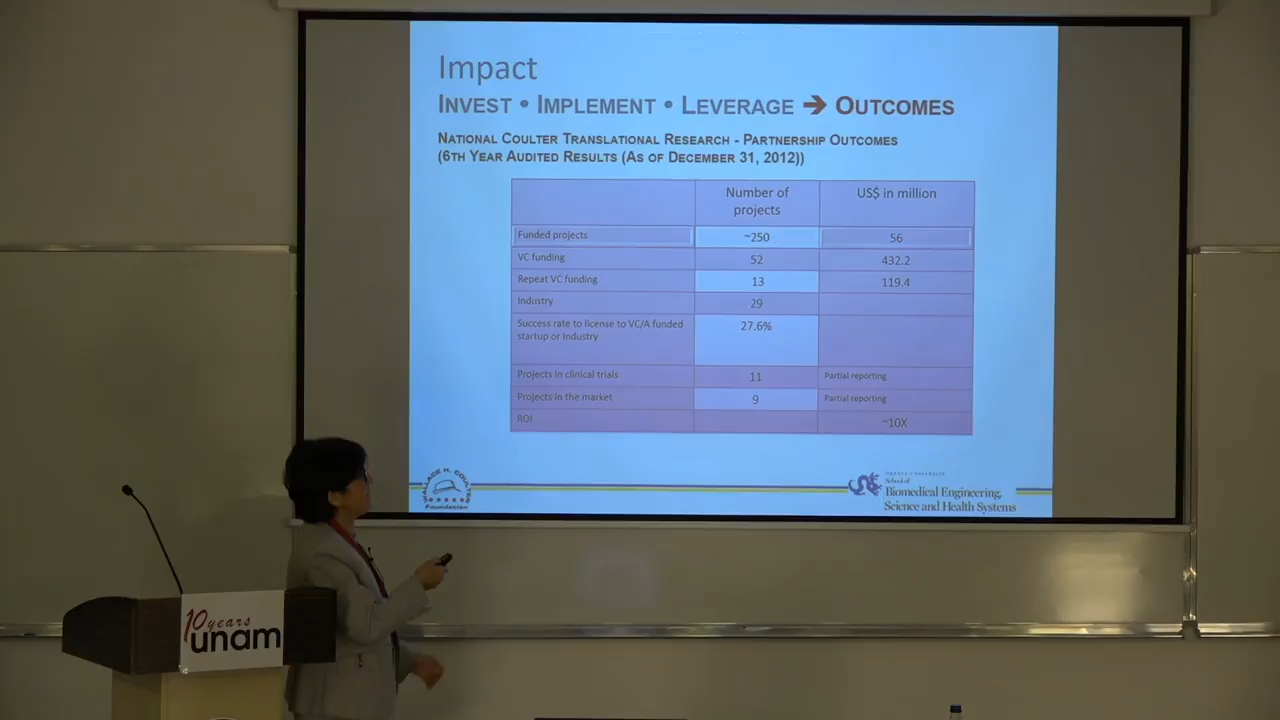 Impact
INVEST • IMPLEMENT • LEVERAGE ➔ OUTCOMES
NATIONAL COULTER TRANSLATIONAL RESEARCH - PARTNERSHIP OUTCOMES
(6TH YEAR AUDITED RESULTS (AS OF DECEMBER 31, 2012))
Number of projects US$ in million
Funded projects ~250 56
VC funding 52 432.2
Repeat VC funding 13 119.4
Industry 29
Success rate to license to VC/A funded startup or Industry 27.6%
Projects in clinical trials 11 Partial reporting
Projects in the market 9 Partial reporting
ROI ~10X
WALLACE H. COULTER
Foundation
DREXEL UNIVERSITY
School of
Biomedical Engineering,
Science and Health Systems
10 years
unam